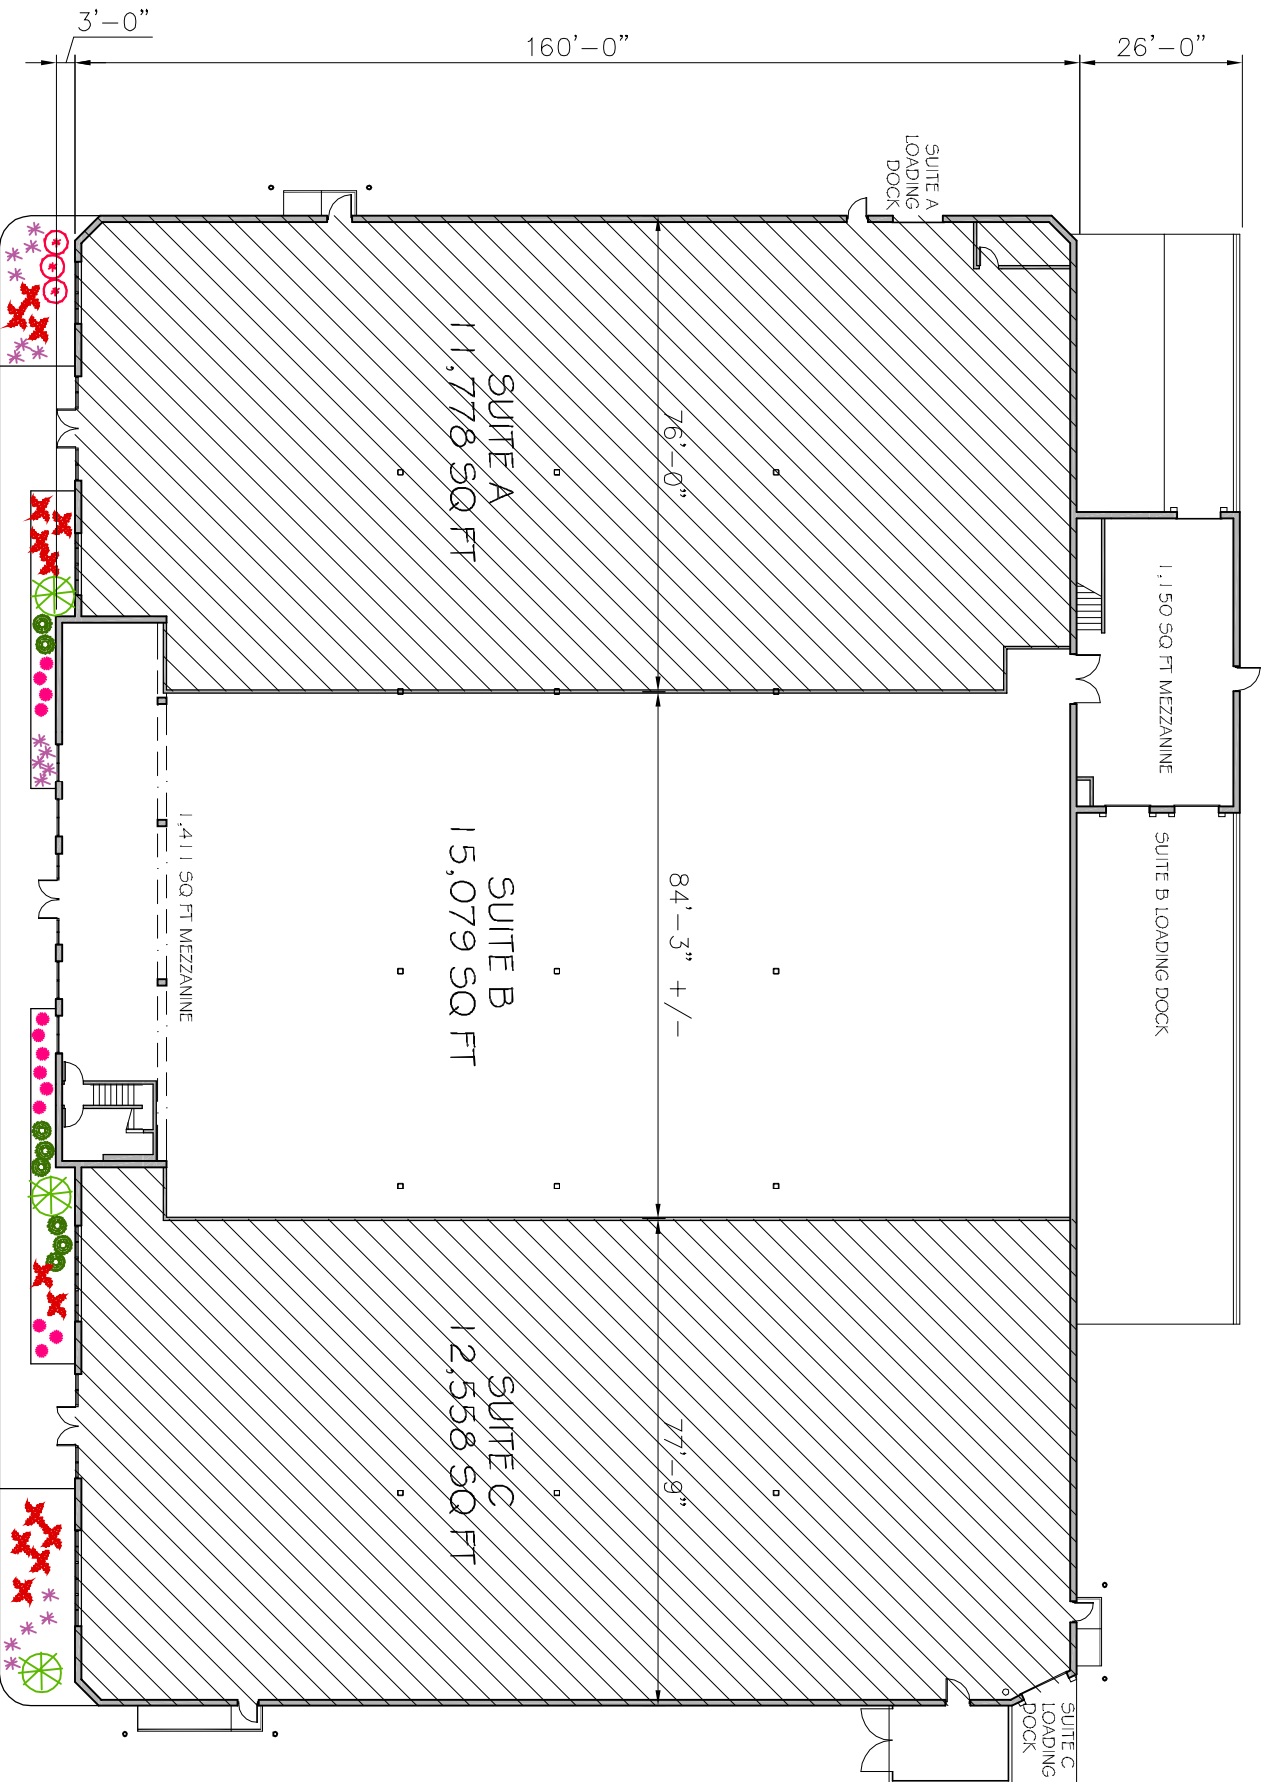 3'-0"
160'-0"
26'-0"
SUITE A
LOADING
DOCK
SUITE A
11,778 SQ FT
76'-0"
1,150 SQ FT MEZZANINE
SUITE B LOADING DOCK
1,411 SQ FT MEZZANINE
SUITE B
15,079 SQ FT
84'-3" +/-
SUITE C
12,558 SQ FT
77'-9"
SUITE C
LOADING
DOCK